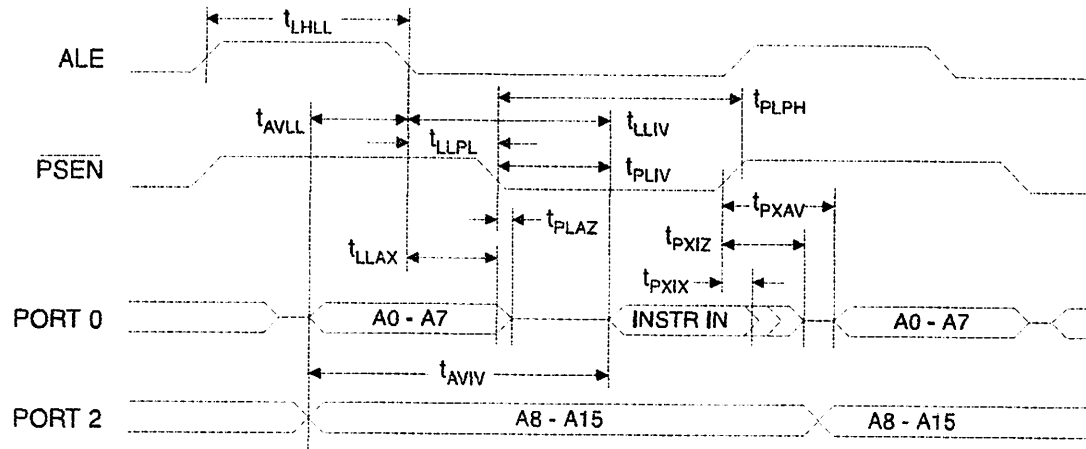 tLHLL
ALE
tPLPH
tAVLL
tLLIV
tLLPL
PSEN
tPLIV
tPLAZ
tPXAV
tLLAX
tPXIZ
tPXIX
PORT 0
A0 - A7
INSTR IN
A0 - A7
tAVIV
PORT 2
A8 - A15
A8 - A15